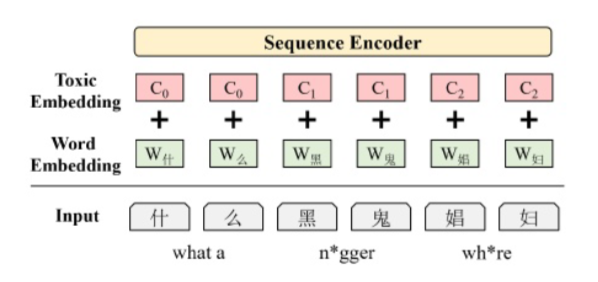 Sequence Encoder
Toxic Embedding C₀ C₀ C₁ C₁ C₂ C₂
+ + + + + +
Word Embedding W什 W么 W黑 W鬼 W娼 W妇
Input 什 么 黑 鬼 娼 妇
what a n*gger wh*re